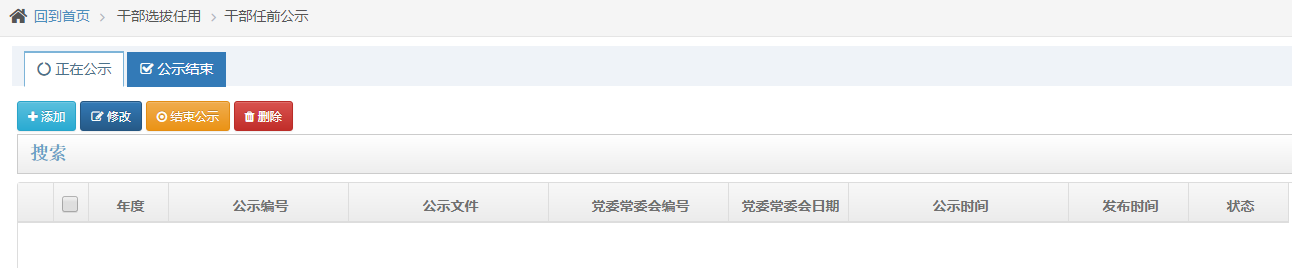 回到首页 > 干部选拔任用 > 干部任前公示
正在公示 公示结束
添加 修改 结束公示 删除
搜索
年度 公示编号 公示文件 党委常委会编号 党委常委会日期 公示时间 发布时间 状态